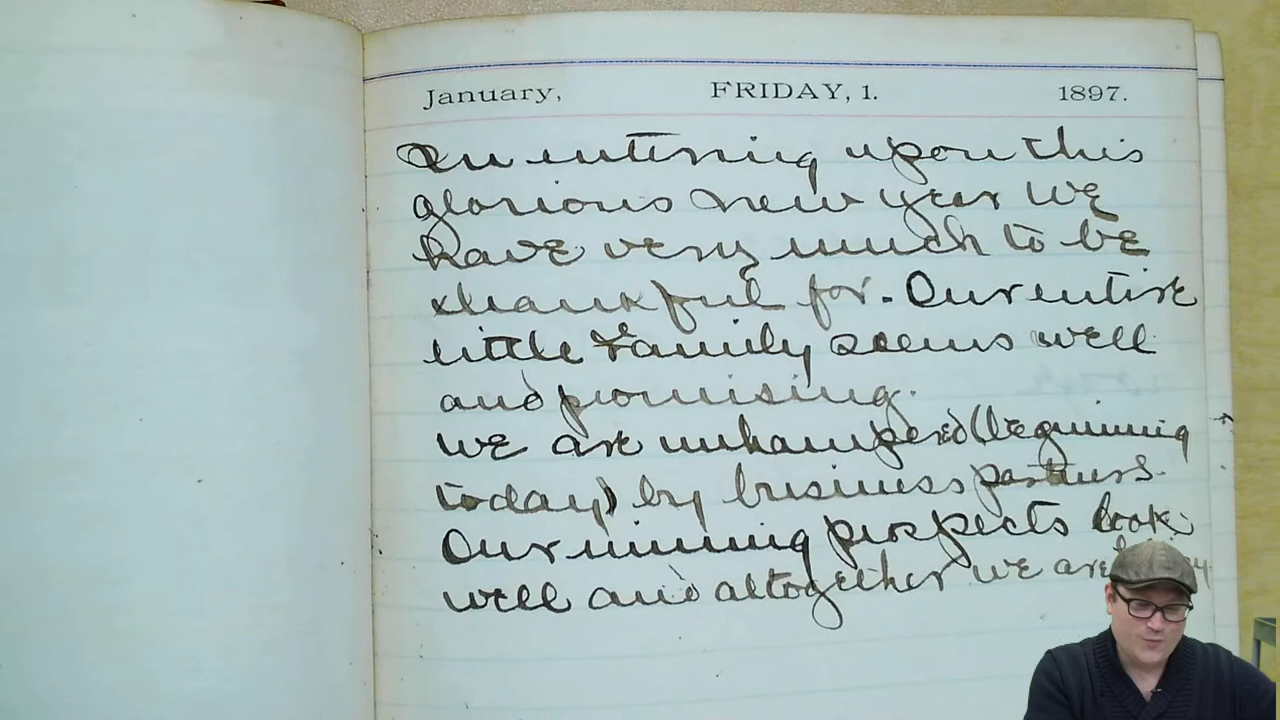 January, FRIDAY, 1. 1897.
On entering upon this
glorious new year we
have very much to be
thankful for. Our entire
little Family seems well
and promising.
We are unhampered (beginning
today) by business partners.
Our mining prospects look
well and altogether we are